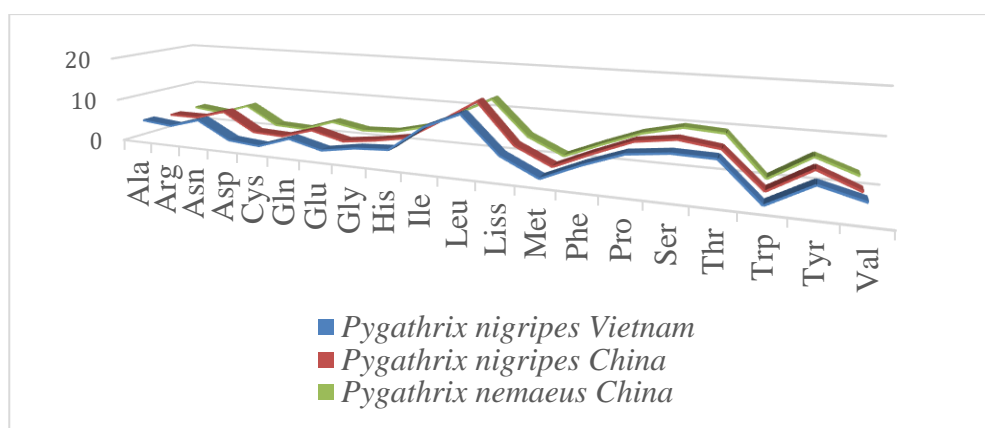 20
10
0
Ala
Arg
Asn
Asp
Cys
Gln
Glu
Gly
His
Ile
Leu
Liss
Met
Phe
Pro
Ser
Thr
Trp
Tyr
Val
Pygathrix nigripes Vietnam
Pygathrix nigripes China
Pygathrix nemaeus China